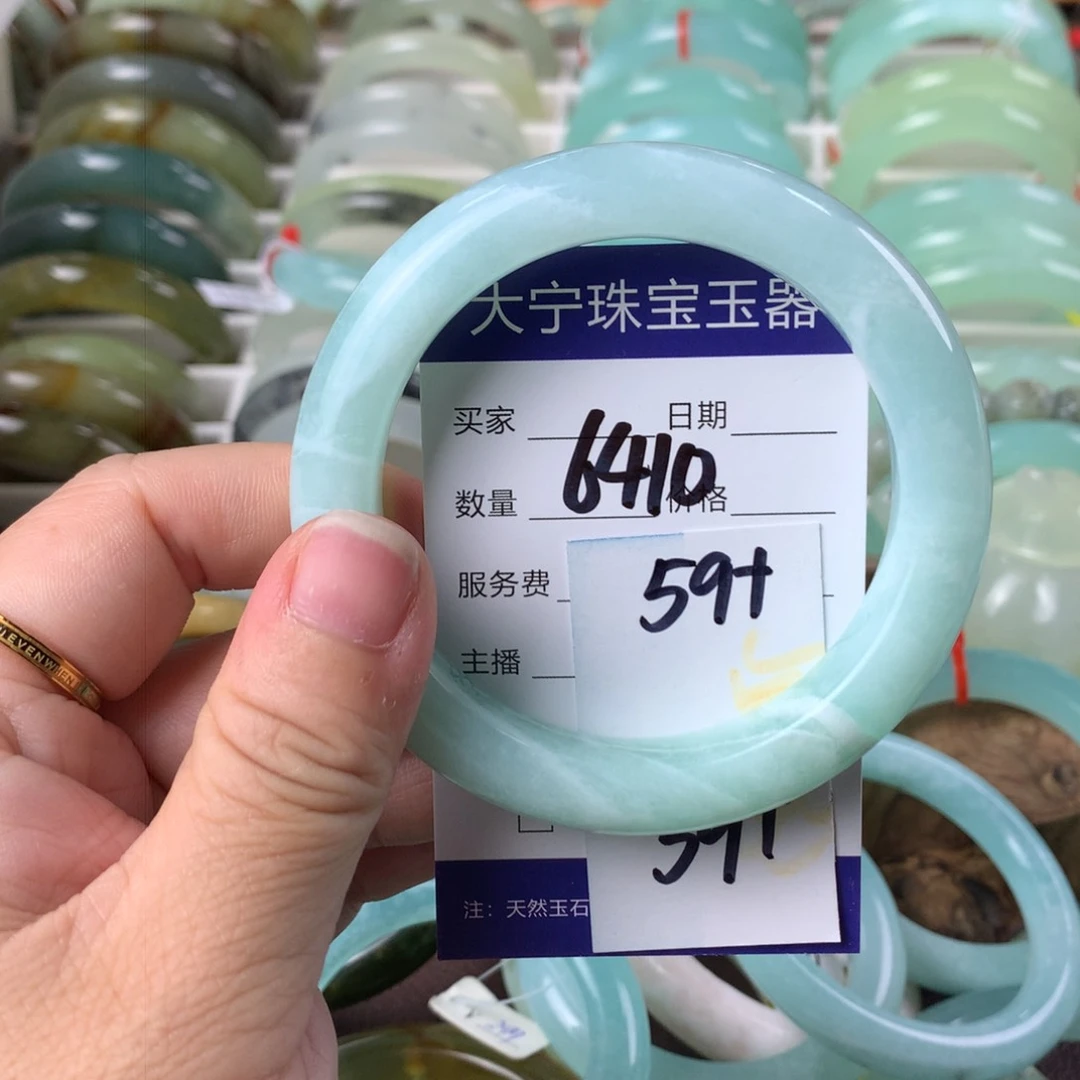 大宁珠宝玉器
买家 日期
6410
数量 价格
59+
服务费
主播
59+
注：天然玉石